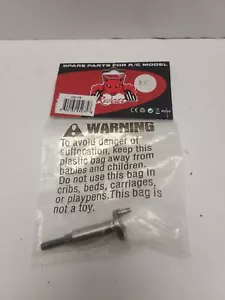 SPARE PARTS FOR R/C MODEL
WARNING
To avoid danger of
suffocation, keep this
plastic bag away from
babies and children.
Do not use this bag in
cribs, beds, carriages,
or playpens. This bag is
not a toy.